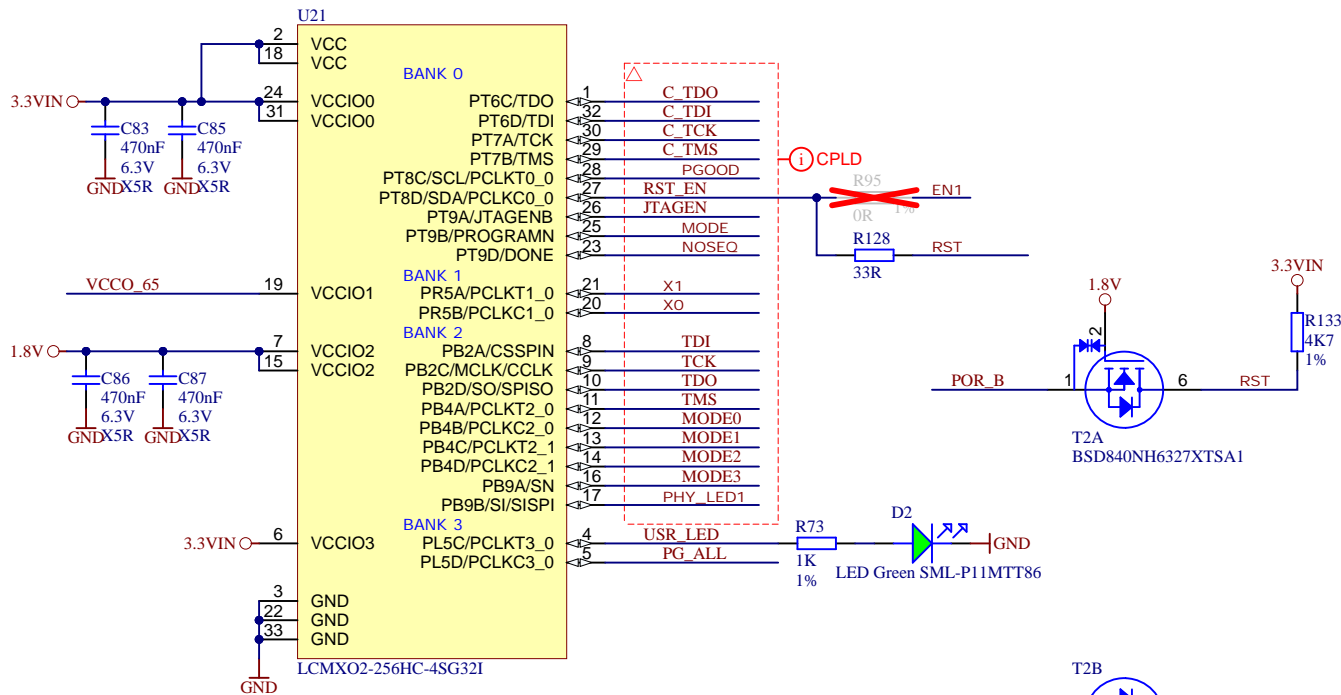 U21
2 VCC
18 VCC
BANK 0
3.3VIN 24 VCCIO0
31 VCCIO0
C83
470nF
6.3V
X5R
GND
C85
470nF
6.3V
X5R
GND
PT6C/TDO 1 C_TDO
PT6D/TDI 32 C_TDI
PT7A/TCK 30 C_TCK
PT7B/TMS 29 C_TMS
PT8C/SCL/PCLKT0_0 28 PGOOD
PT8D/SDA/PCLKC0_0 27 RST_EN
PT9A/JTAGENB 26 JTAGEN
PT9B/PROGRAMN 25 MODE
PT9D/DONE 23 NOSEQ
i CPLD
R95
0R 1%
EN1
R128
33R
RST
BANK 1
VCCO_65 19 VCCIO1
PR5A/PCLKT1_0 21 X1
PR5B/PCLKC1_0 20 X0
BANK 2
1.8V 7 VCCIO2
15 VCCIO2
C86
470nF
6.3V
X5R
GND
C87
470nF
6.3V
X5R
GND
PB2A/CSSPIN 8 TDI
PB2C/MCLK/CCLK 9 TCK
PB2D/SO/SPISO 10 TDO
PB4A/PCLKT2_0 11 TMS
PB4B/PCLKC2_0 12 MODE0
PB4C/PCLKT2_1 13 MODE1
PB4D/PCLKC2_1 14 MODE2
PB9A/SN 16 MODE3
PB9B/SI/SISPI 17 PHY_LED1
BANK 3
3.3VIN 6 VCCIO3
PL5C/PCLKT3_0 4 USR_LED
PL5D/PCLKC3_0 5 PG_ALL
R73
1K
1%
D2
LED Green SML-P11MTT86
GND
3 GND
22 GND
33 GND
GND
LCMXO2-256HC-4SG32I
1.8V
2
POR_B 1
6 RST
3.3VIN
R133
4K7
1%
T2A
BSD840NH6327XTSA1
T2B